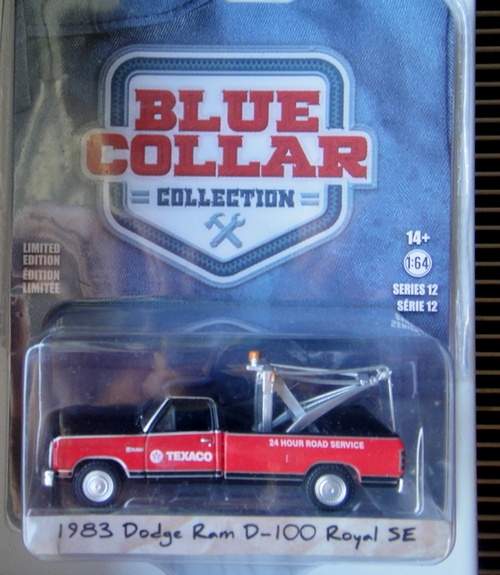 BLUE
COLLAR
COLLECTION
LIMITED
EDITION
ÉDITION
LIMITÉE
14+
1:64
SERIES 12
SÉRIE 12
TEXACO
24 HOUR ROAD SERVICE
1983 Dodge Ram D-100 Royal SE